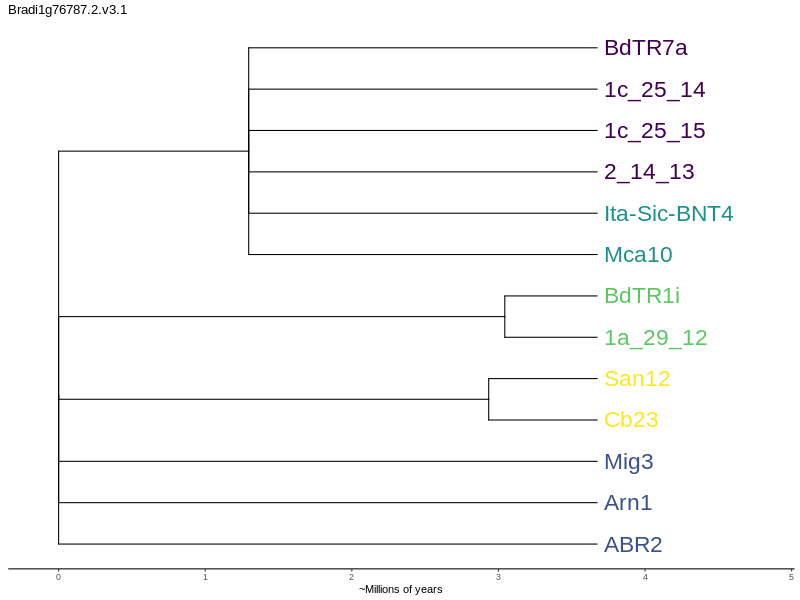 Bradi1g76787.2.v3.1
BdTR7a
1c_25_14
1c_25_15
2_14_13
Ita-Sic-BNT4
Mca10
BdTR1i
1a_29_12
San12
Cb23
Mig3
Arn1
ABR2
0 1 2 3 4 5
~Millions of years